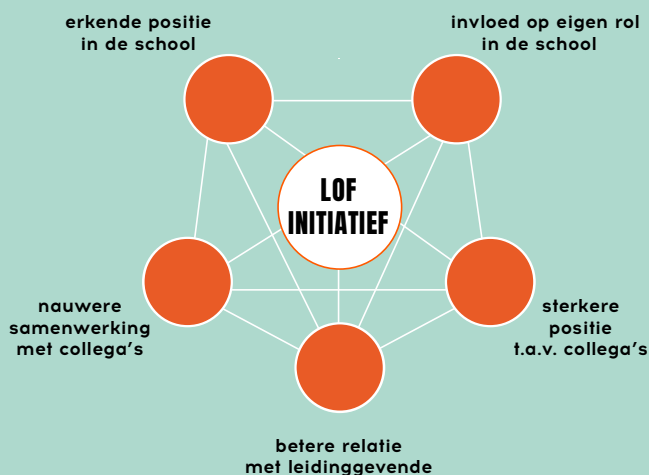 erkende positie
in de school
invloed op eigen rol
in de school
LOF
INITIATIEF
nauwere
samenwerking
met collega's
sterkere
positie
t.a.v. collega's
betere relatie
met leidinggevende